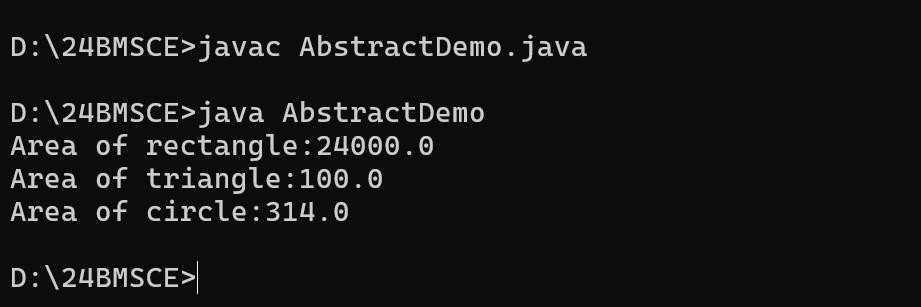 D:\24BMSCE>javac AbstractDemo.java
D:\24BMSCE>java AbstractDemo
Area of rectangle:24000.0
Area of triangle:100.0
Area of circle:314.0
D:\24BMSCE>